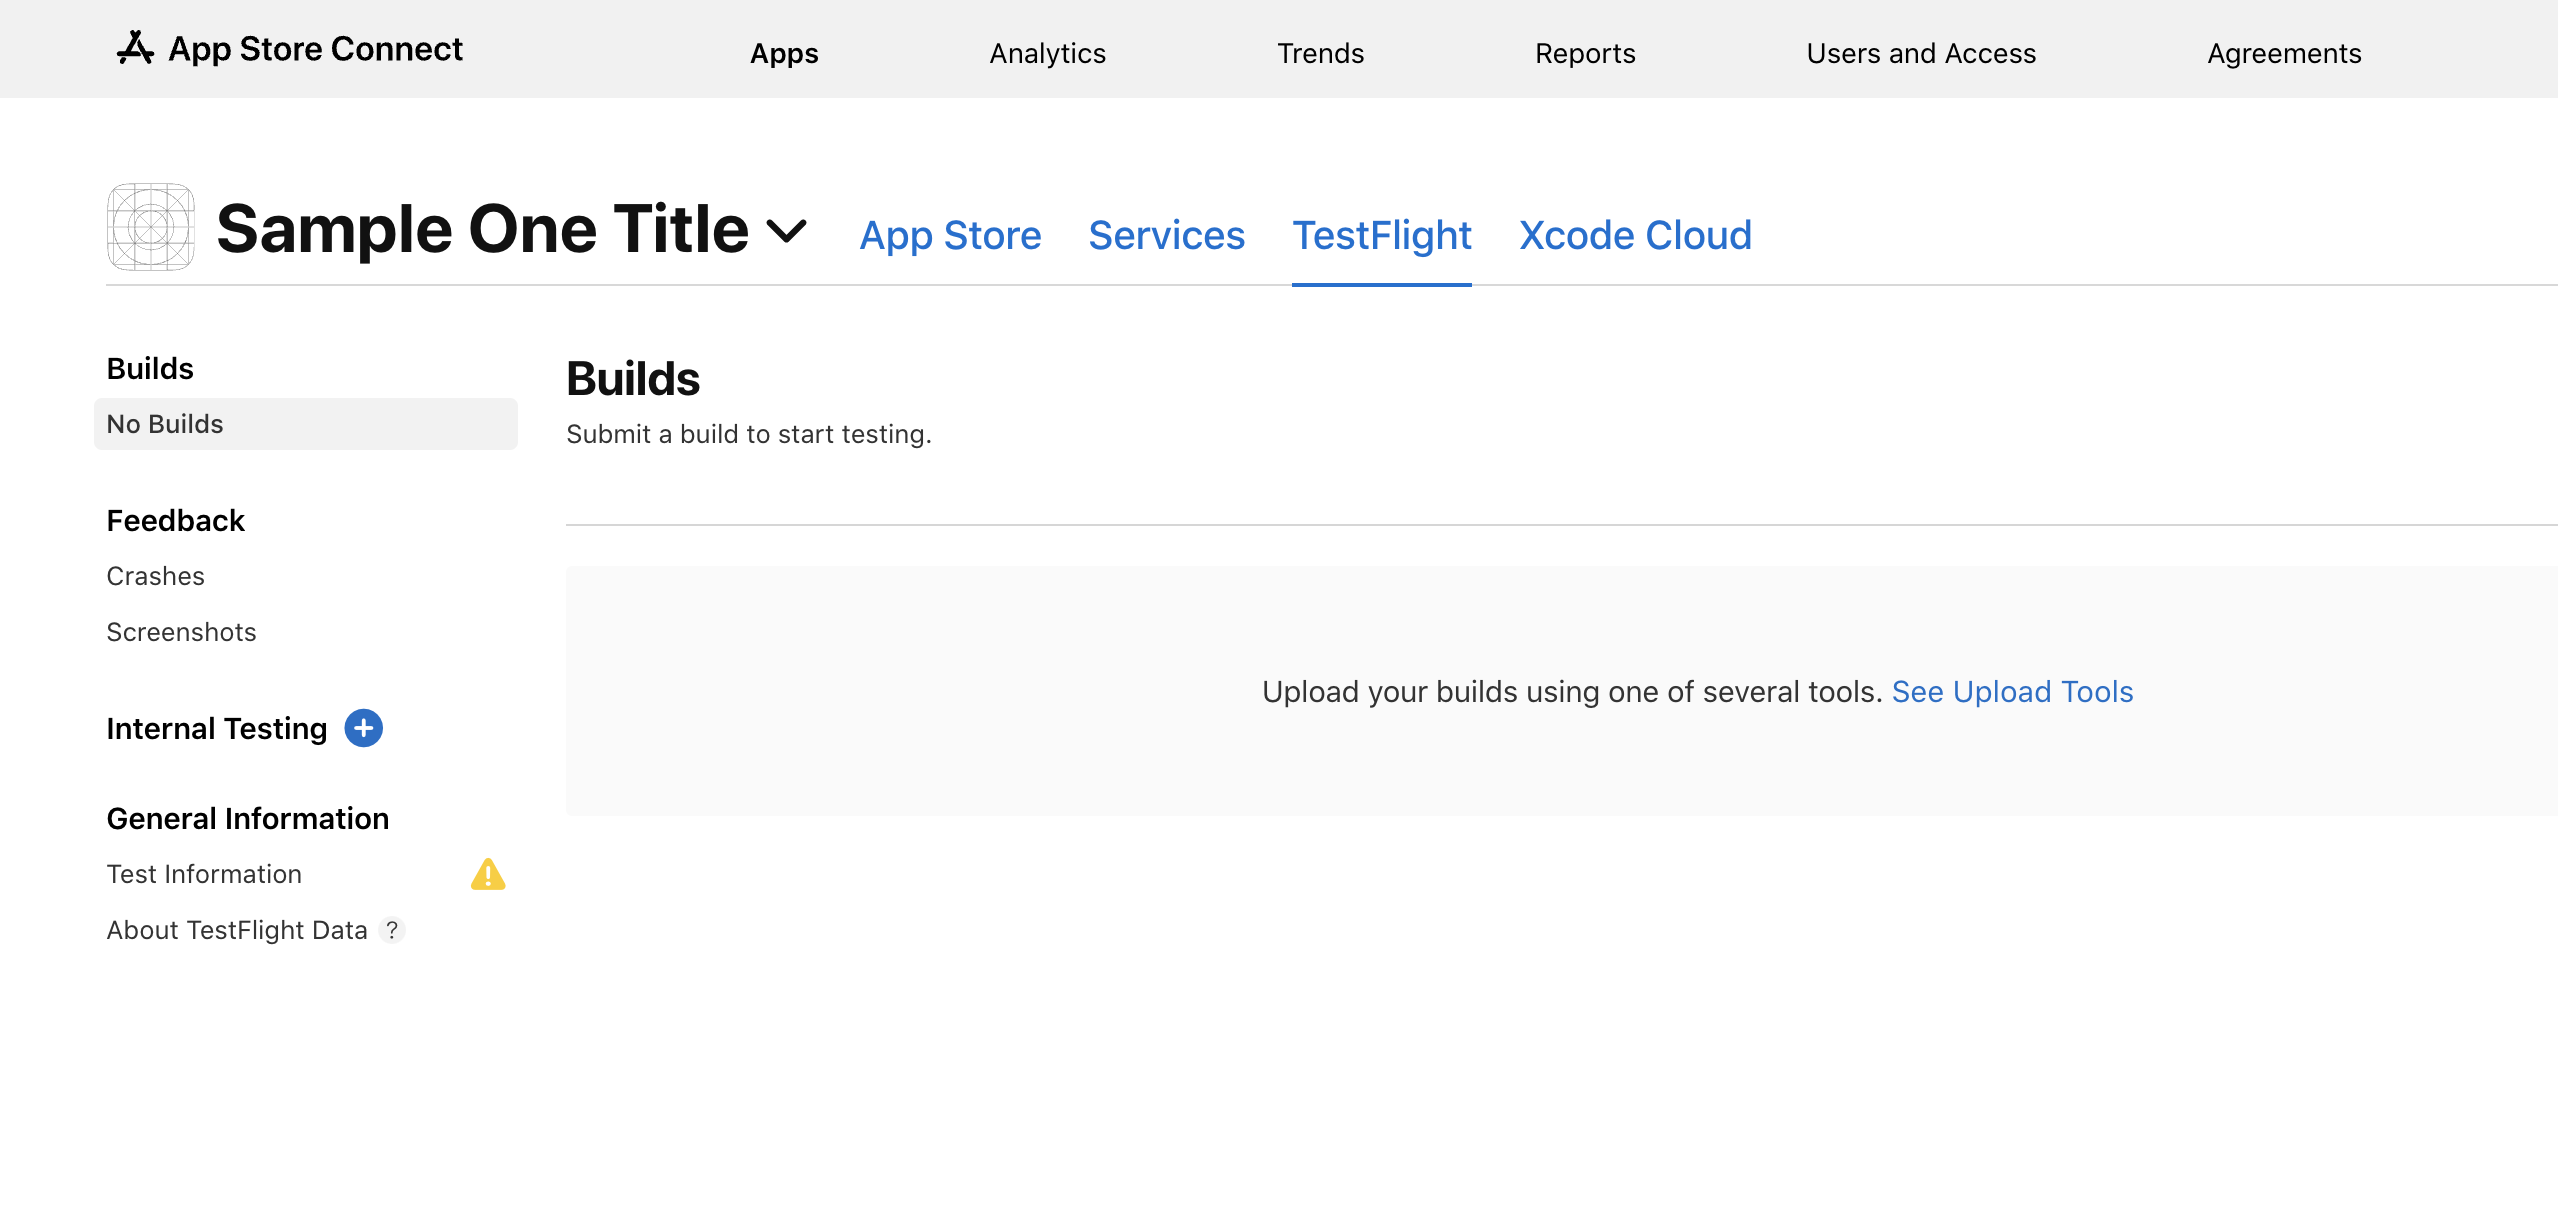 App Store Connect
Apps
Analytics
Trends
Reports
Users and Access
Agreements
Sample One Title
App Store
Services
TestFlight
Xcode Cloud
Builds
No Builds
Feedback
Crashes
Screenshots
Internal Testing
General Information
Test Information
About TestFlight Data ?
Builds
Submit a build to start testing.
Upload your builds using one of several tools. See Upload Tools